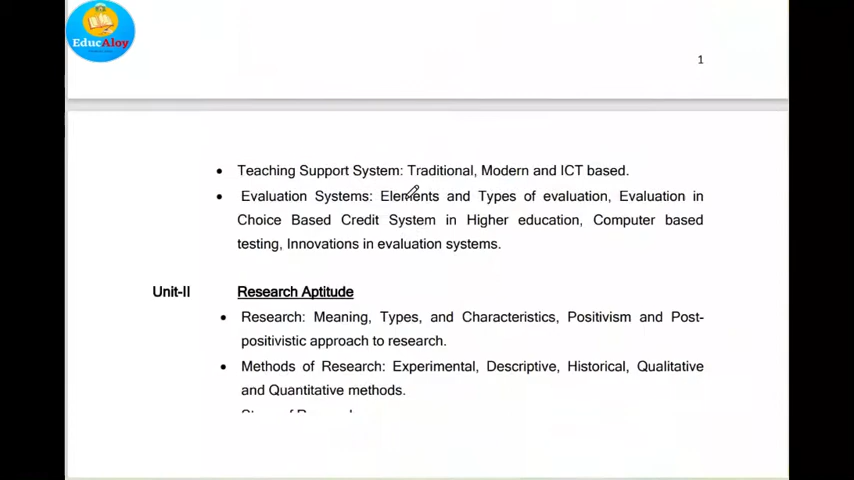 EducAloy
1
• Teaching Support System: Traditional, Modern and ICT based.
• Evaluation Systems: Elements and Types of evaluation, Evaluation in
Choice Based Credit System in Higher education, Computer based
testing, Innovations in evaluation systems.
Unit-II Research Aptitude
• Research: Meaning, Types, and Characteristics, Positivism and Post-
positivistic approach to research.
• Methods of Research: Experimental, Descriptive, Historical, Qualitative
and Quantitative methods.